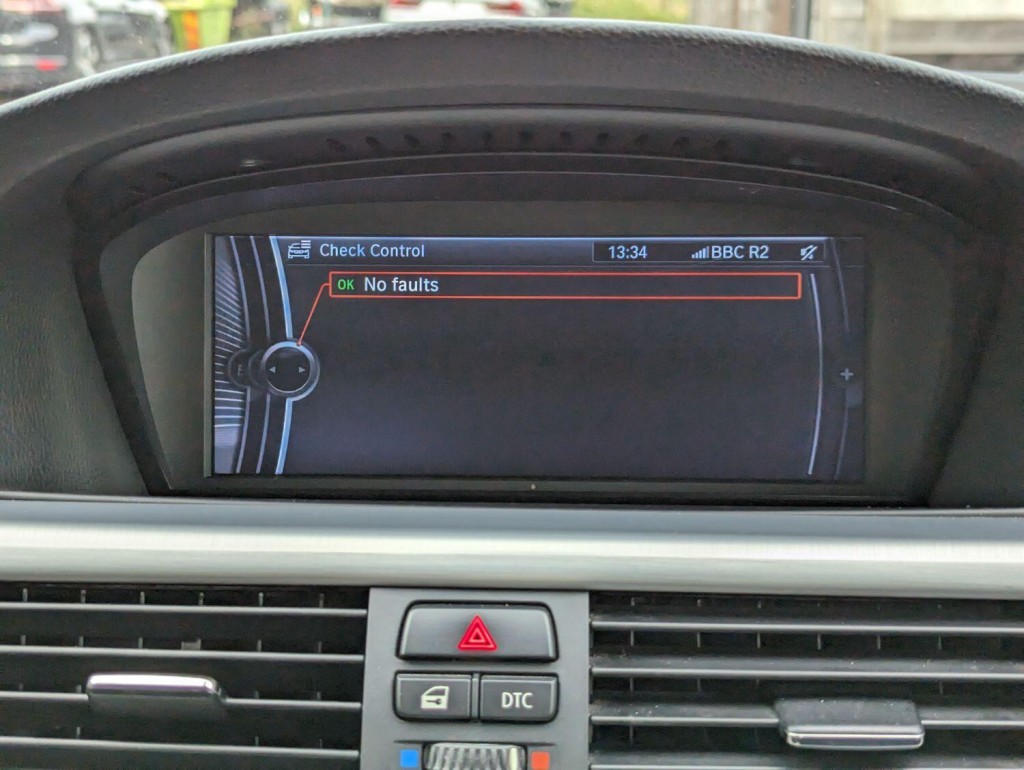 Check Control 13:34 BBC R2
OK No faults
DTC